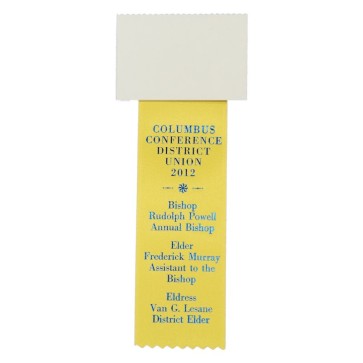 COLUMBUS
CONFERENCE
DISTRICT
UNION
2012
Bishop
Rudolph Powell
Annual Bishop
Elder
Frederick Murray
Assistant to the
Bishop
Eldress
Van G. Lesane
District Elder